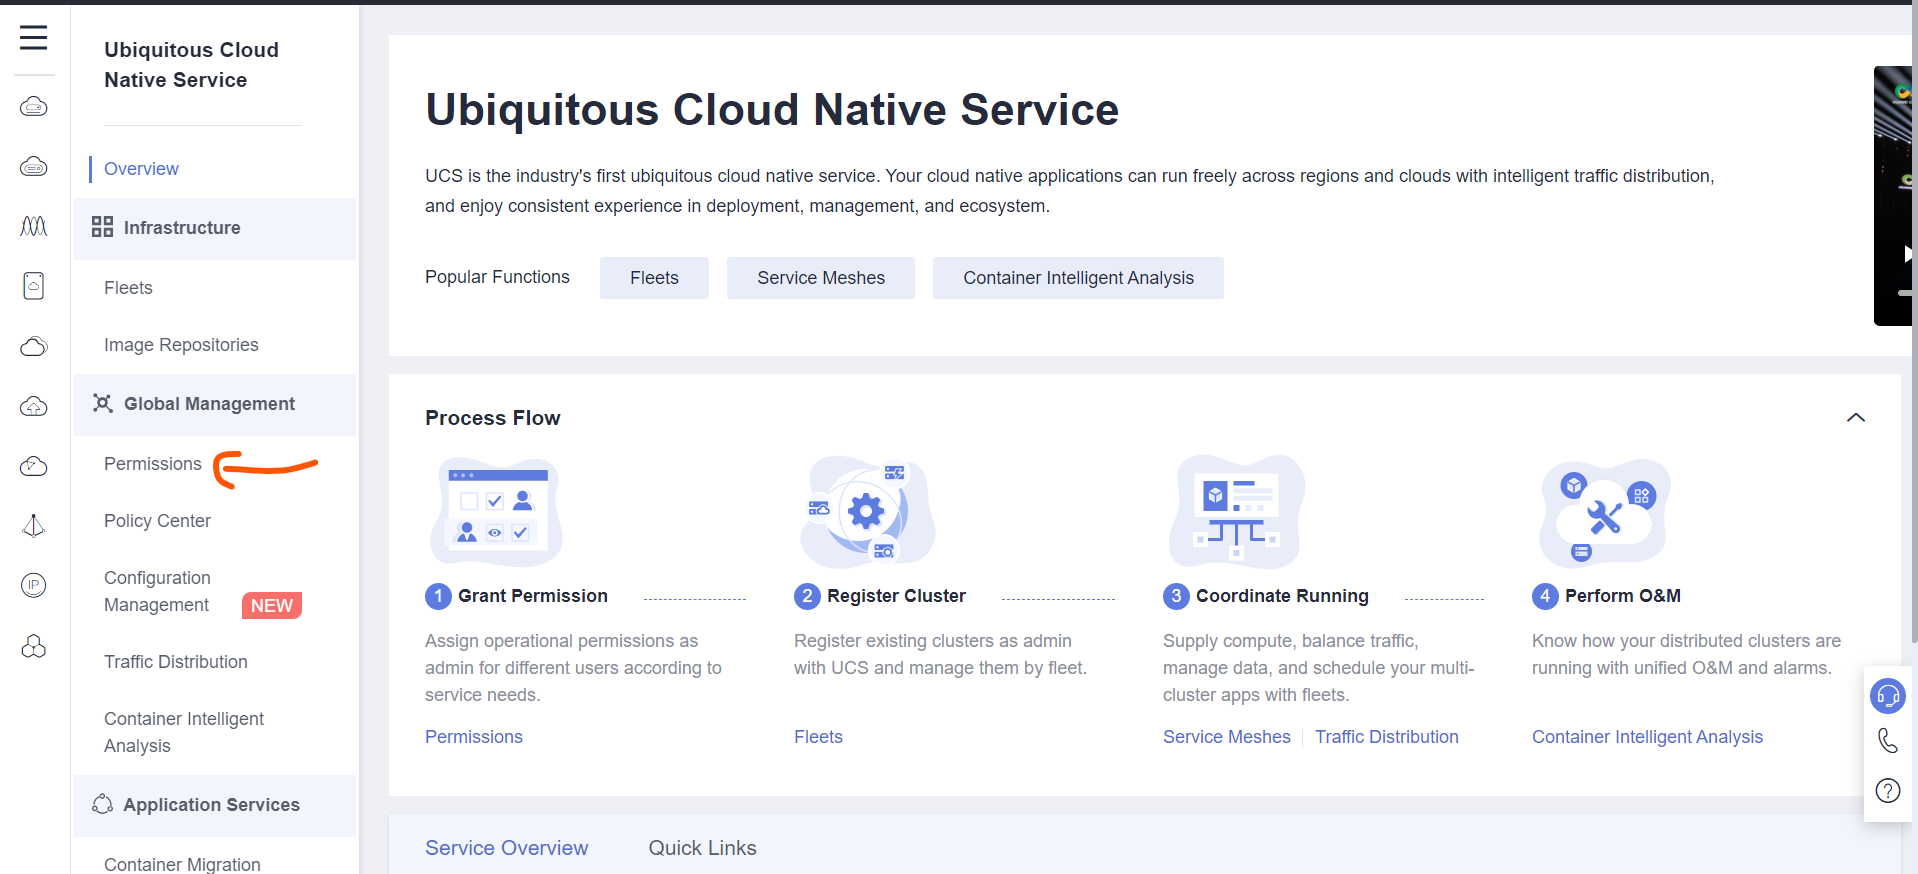 Ubiquitous Cloud
Native Service
Overview
Infrastructure
Fleets
Image Repositories
Global Management
Permissions
Policy Center
Configuration
Management NEW
Traffic Distribution
Container Intelligent
Analysis
Application Services
Container Migration
IP
Ubiquitous Cloud Native Service
UCS is the industry's first ubiquitous cloud native service. Your cloud native applications can run freely across regions and clouds with intelligent traffic distribution,
and enjoy consistent experience in deployment, management, and ecosystem.
Popular Functions Fleets Service Meshes Container Intelligent Analysis
Process Flow
1 Grant Permission
Assign operational permissions as
admin for different users according to
service needs.
Permissions
2 Register Cluster
Register existing clusters as admin
with UCS and manage them by fleet.
Fleets
3 Coordinate Running
Supply compute, balance traffic,
manage data, and schedule your multi-
cluster apps with fleets.
Service Meshes Traffic Distribution
4 Perform O&M
Know how your distributed clusters are
running with unified O&M and alarms.
Container Intelligent Analysis
Service Overview Quick Links